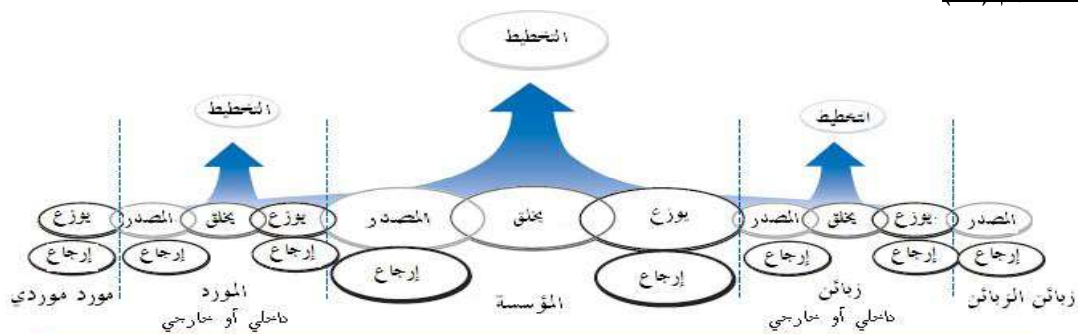 التخطيط
التخطيط
التخطيط
المصدر
يوزع
يخلق
المصدر
يوزع
يخلق
المصدر
يوزع
يخلق
المصدر
يوزع
إرجاع
إرجاع
إرجاع
إرجاع
إرجاع
إرجاع
إرجاع
إرجاع
زبائن الزبائن
زبائن
داخلي أو خارجي
المؤسسة
المورد
داخلي أو خارجي
مورد موردي